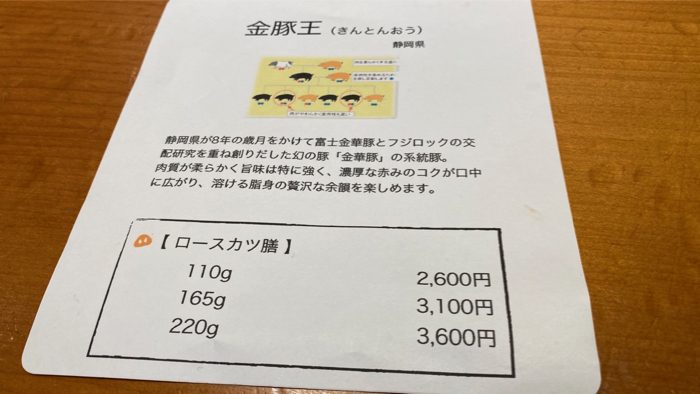 金豚王（きんとんおう）
静岡県
静岡県が8年の歳月をかけて富士金華豚とフジロックの交
配研究を重ね創りだした幻の豚「金華豚」の系統豚。
肉質が柔らかく旨味は特に強く、濃厚な赤みのコクが口中
に広がり、溶ける脂身の贅沢な余韻を楽しめます。
【 ロースカツ膳 】
110g 2,600円
165g 3,100円
220g 3,600円